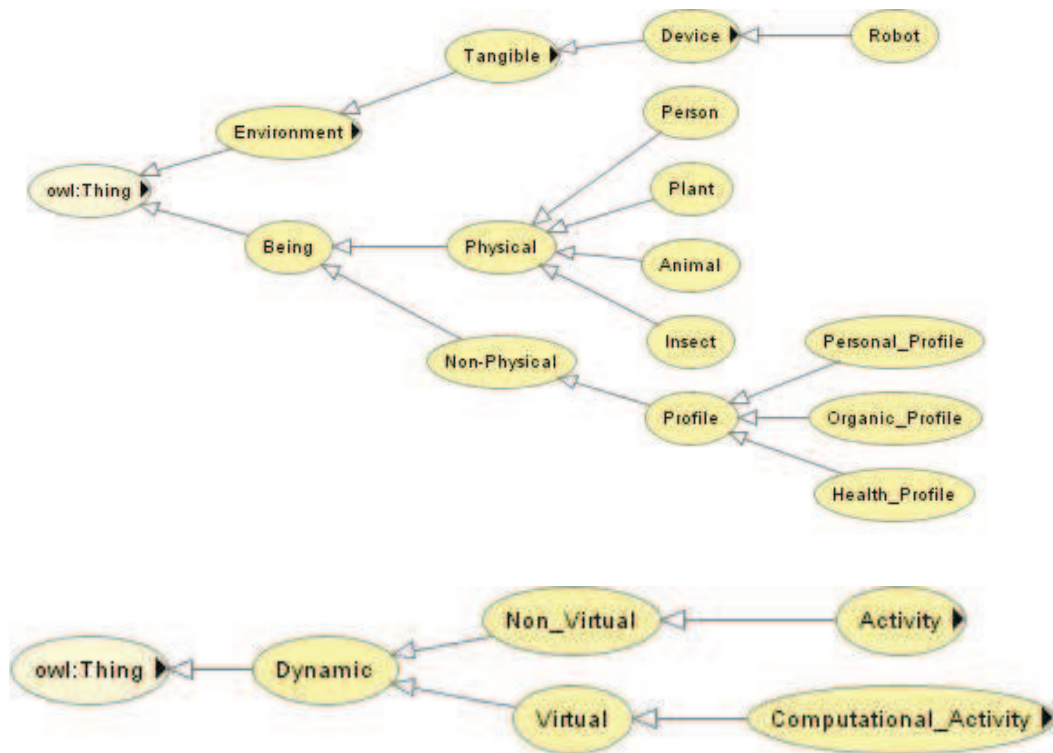 Device
Robot
Tangible
Person
Environment
owl:Thing
Plant
Being
Physical
Animal
Insect
Personal_Profile
Non-Physical
Profile
Organic_Profile
Health_Profile
Non_Virtual
Activity
owl:Thing
Dynamic
Virtual
Computational_Activity